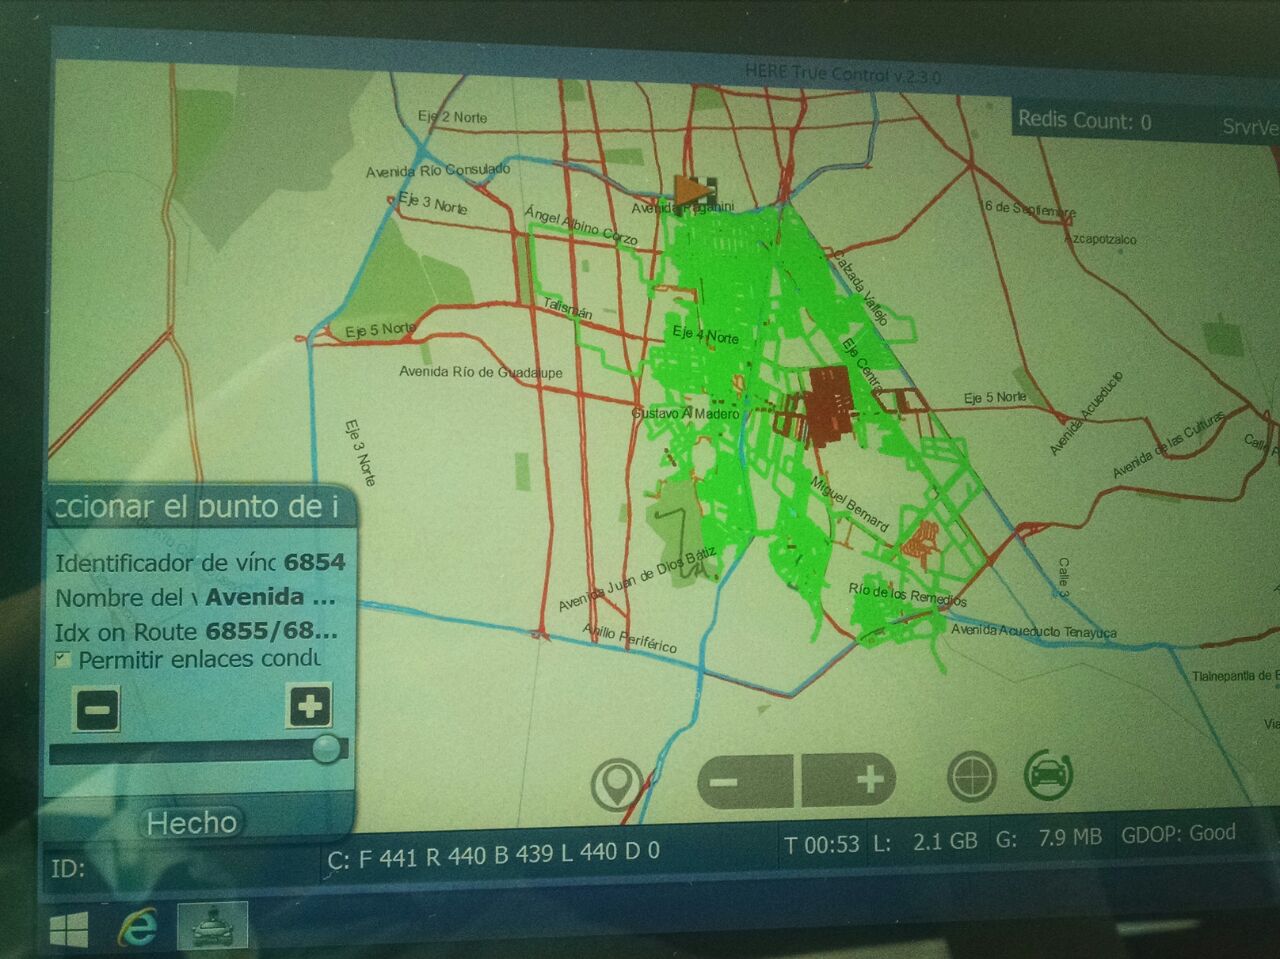 HERE True Control v.2.3.0
Redis Count: 0
SrvrVe
Eje 2 Norte
Avenida Río Consulado
Eje 3 Norte
Ángel Albino Corzo
Avenida Paganini
16 de Septiembre
Azcapotzalco
Calzada Vallejo
Talismán
Eje 5 Norte
Eje 4 Norte
Eje Central
Avenida Río de Guadalupe
Gustavo A Madero
Eje 5 Norte
Avenida Acueducto
Avenida de las Culturas
Eje 3 Norte
Miguel Bernard
Avenida Juan de Dios Bátiz
Calle 3
Río de los Remedios
Anillo Periférico
Avenida Acueducto Tenayuca
Tlalnepantla de B
ccionar el punto de i
Identificador de vínc 6854
Nombre del Avenida ...
Idx on Route 6855/68...
Permitir enlaces condu
Hecho
ID:
C: F 441 R 440 B 439 L 440 D 0
T 00:53 L: 2.1 GB G: 7.9 MB GDOP: Good